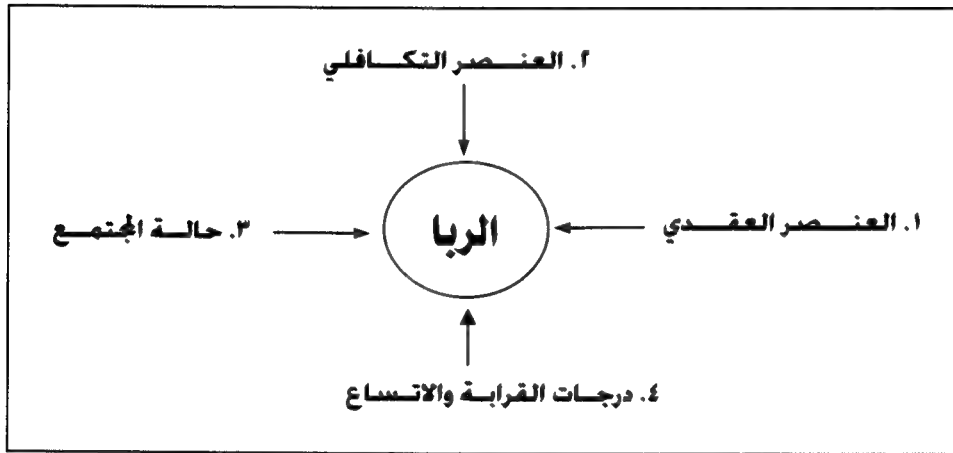 ٢. العنصر التكافلي
١. العنصر العقدي
الربا
٣. حالة المجتمع
٤. درجات القرابة والاتساع